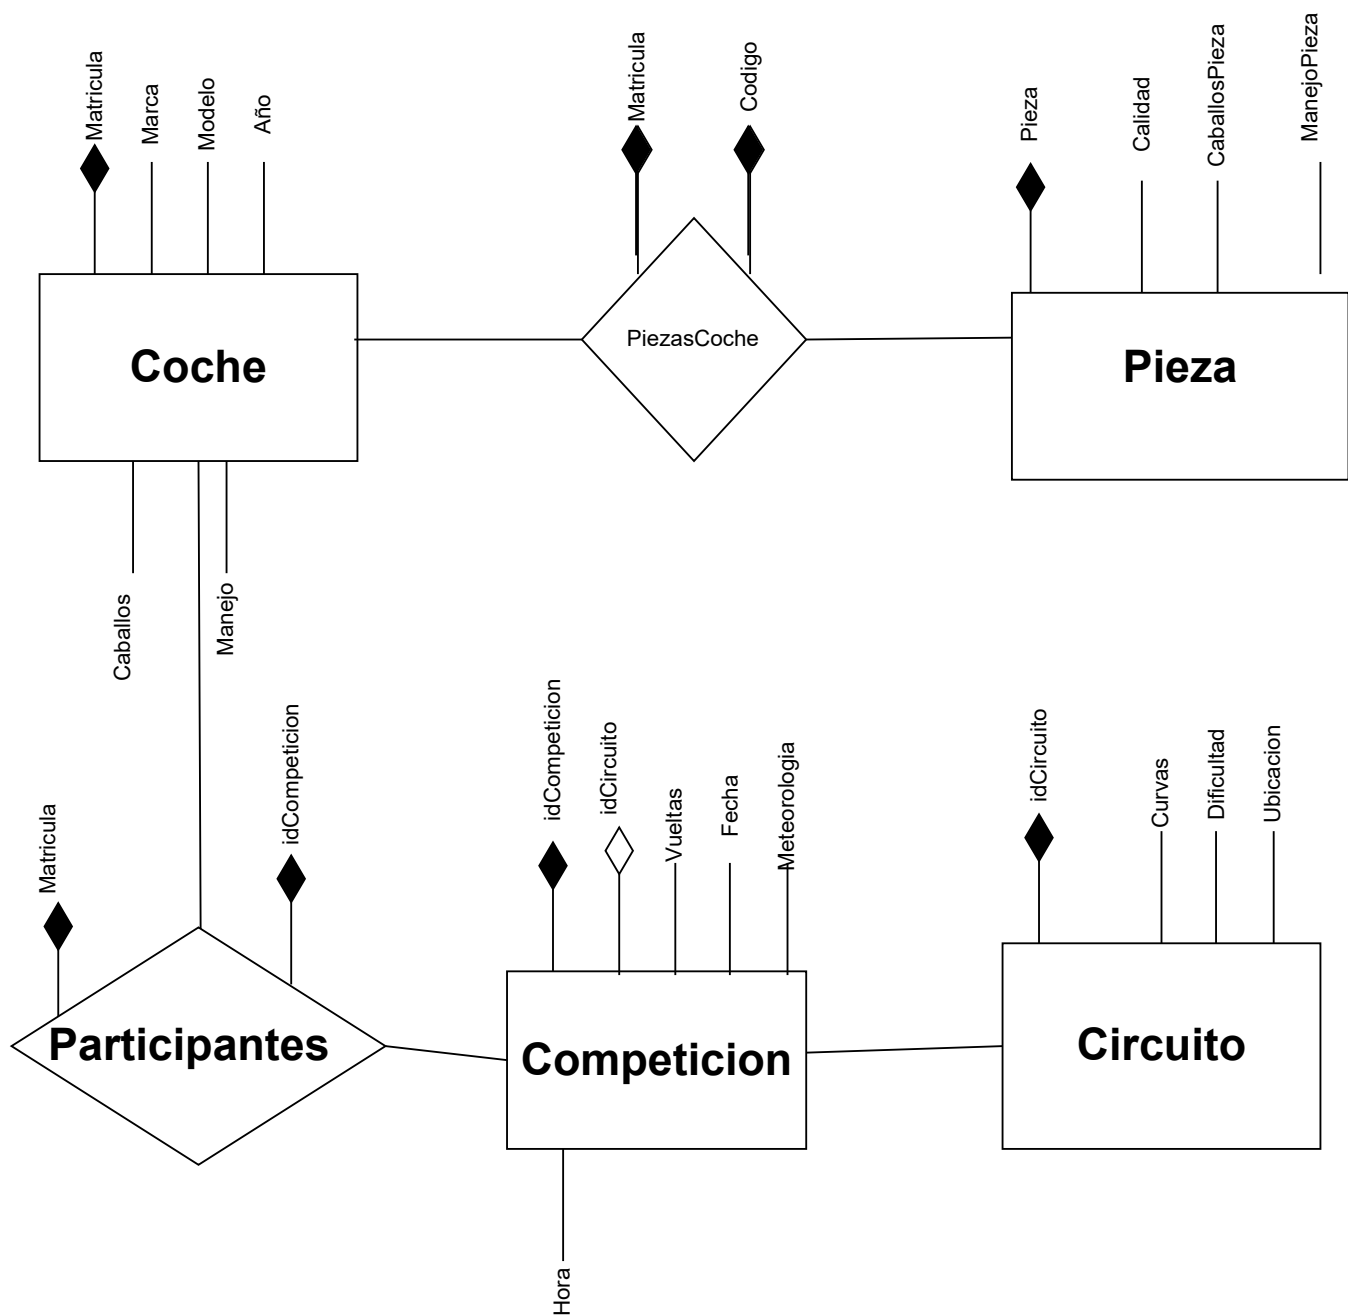 Matricula
Marca
Modelo
Año
Matricula
Codigo
Pieza
Calidad
CaballosPieza
ManejoPieza
Coche
PiezasCoche
Pieza
Caballos
Manejo
Matricula
idCompeticion
idCompeticion
idCircuito
Vueltas
Fecha
Meteorologia
idCircuito
Curvas
Dificultad
Ubicacion
Participantes
Competicion
Circuito
Hora